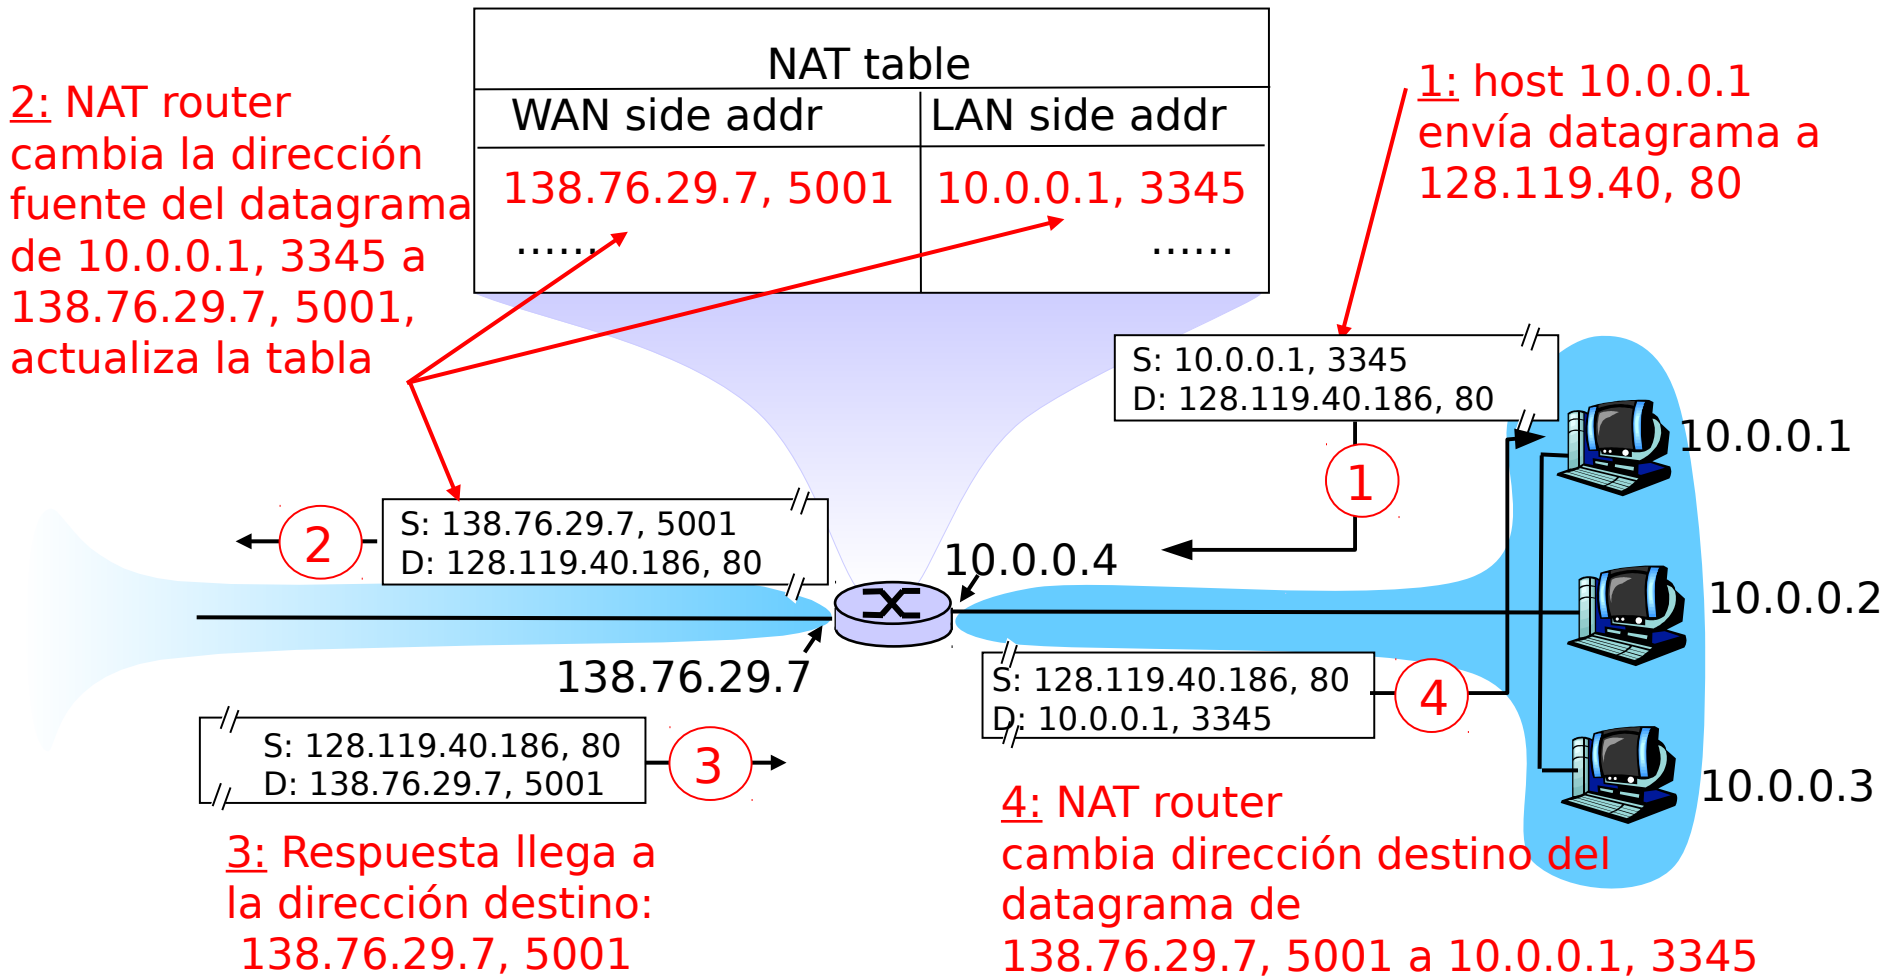 NAT table
WAN side addr
LAN side addr
138.76.29.7, 5001
10.0.0.1, 3345
......
......
2: NAT router
cambia la dirección
fuente del datagrama
de 10.0.0.1, 3345 a
138.76.29.7, 5001,
actualiza la tabla
1: host 10.0.0.1
envía datagrama a
128.119.40, 80
S: 10.0.0.1, 3345
D: 128.119.40.186, 80
1
10.0.0.1
S: 138.76.29.7, 5001
D: 128.119.40.186, 80
2
10.0.0.4
10.0.0.2
138.76.29.7
S: 128.119.40.186, 80
D: 10.0.0.1, 3345
4
S: 128.119.40.186, 80
D: 138.76.29.7, 5001
3
10.0.0.3
3: Respuesta llega a
la dirección destino:
138.76.29.7, 5001
4: NAT router
cambia dirección destino del
datagrama de
138.76.29.7, 5001 a 10.0.0.1, 3345